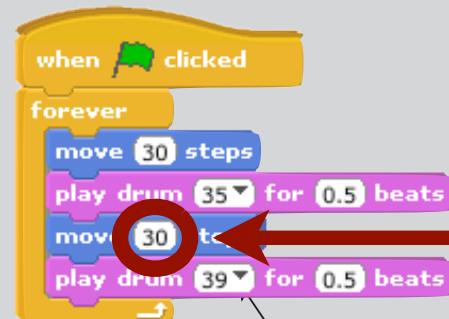 when clicked
forever
move 30 steps
play drum 35 for 0.5 beats
move 30
play drum 39 for 0.5 beats